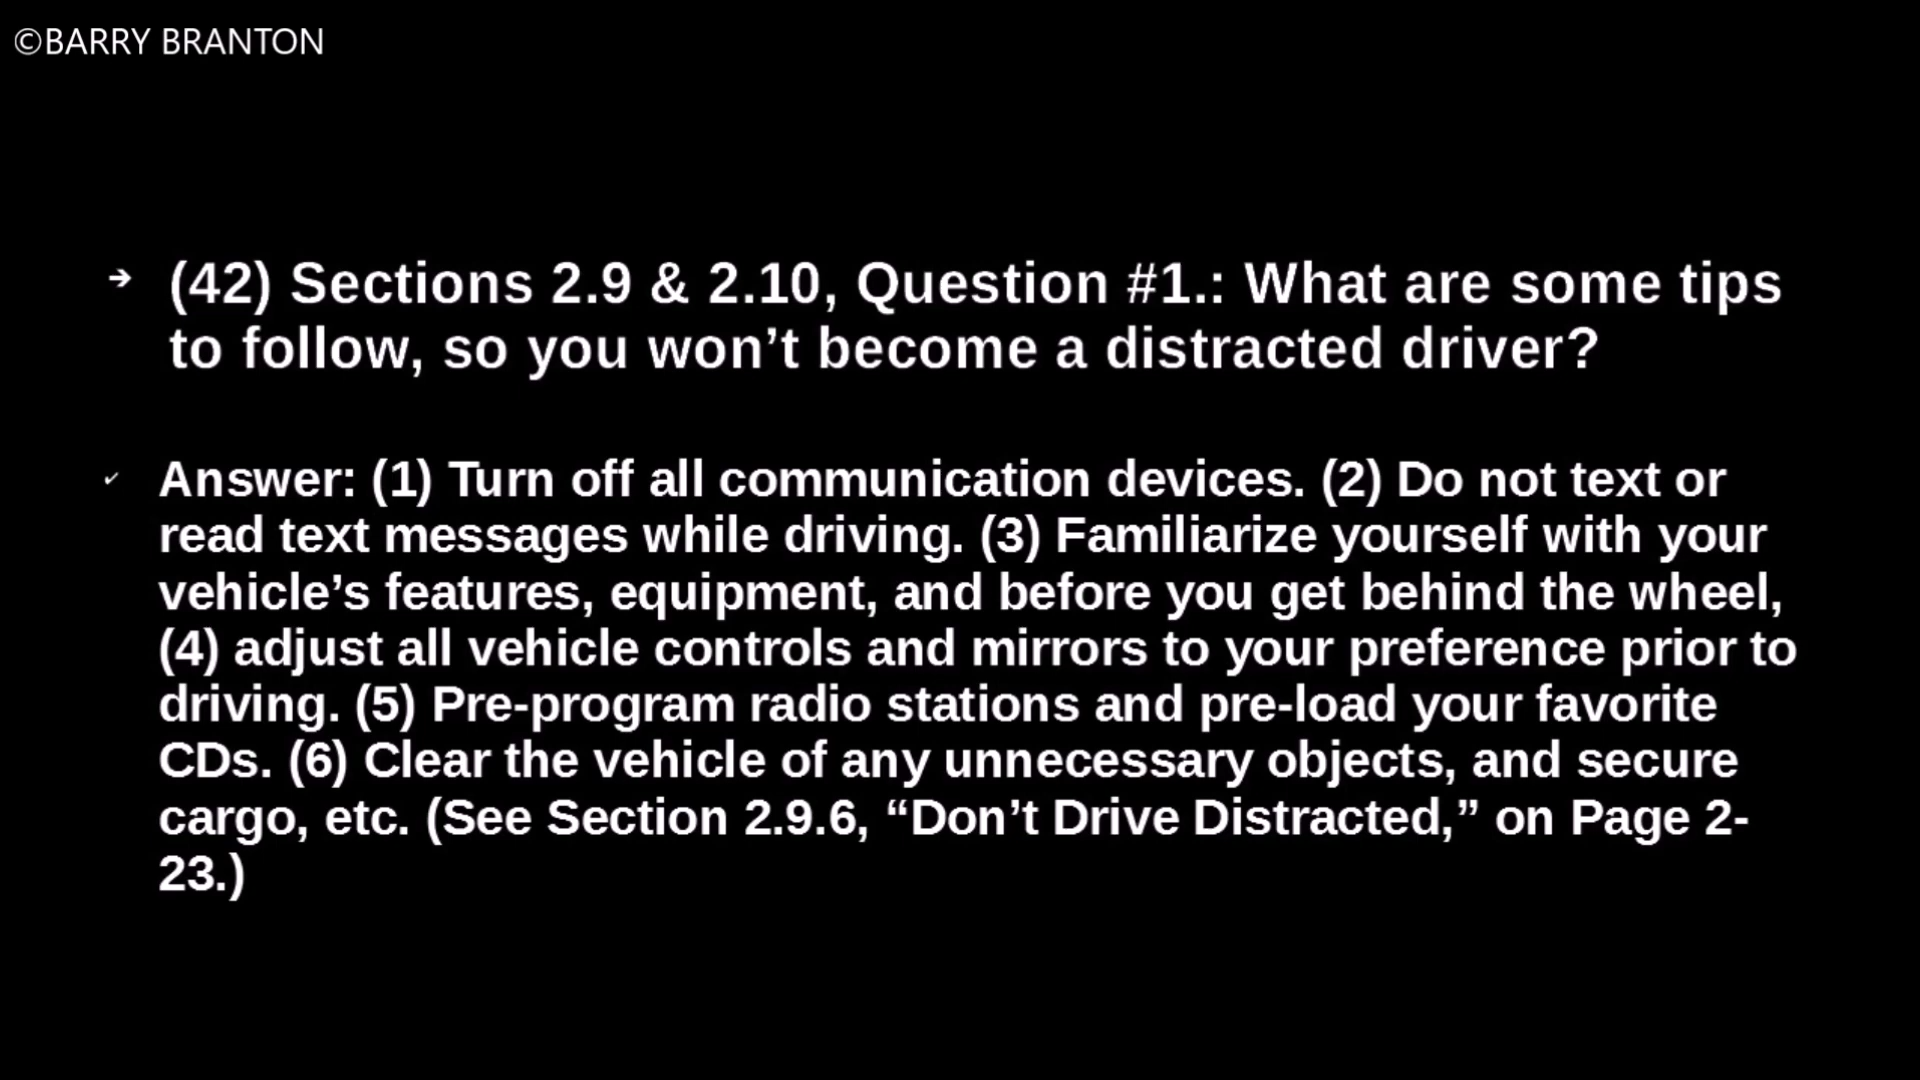 ©BARRY BRANTON
➔ (42) Sections 2.9 & 2.10, Question #1.: What are some tips
to follow, so you won’t become a distracted driver?
✓ Answer: (1) Turn off all communication devices. (2) Do not text or
read text messages while driving. (3) Familiarize yourself with your
vehicle’s features, equipment, and before you get behind the wheel,
(4) adjust all vehicle controls and mirrors to your preference prior to
driving. (5) Pre-program radio stations and pre-load your favorite
CDs. (6) Clear the vehicle of any unnecessary objects, and secure
cargo, etc. (See Section 2.9.6, “Don’t Drive Distracted,” on Page 2-
23.)